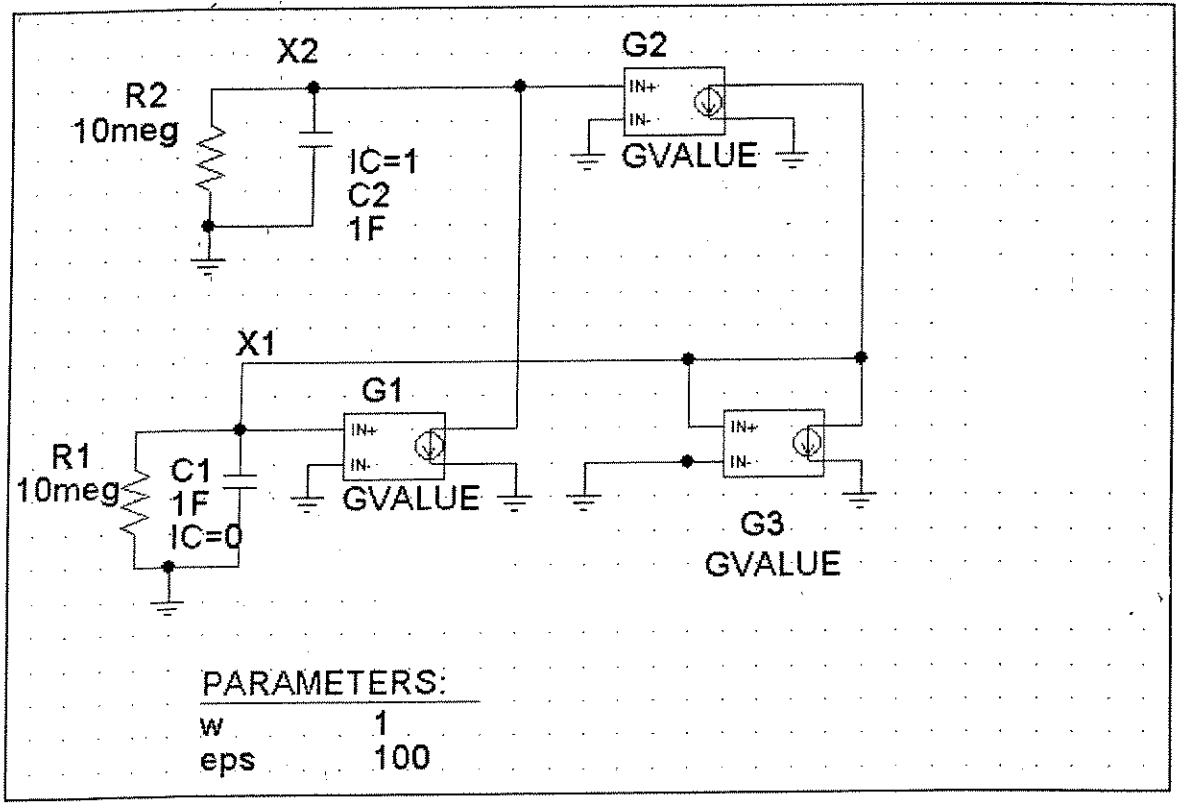 X2
G2
R2
10meg
IN+
IN-
GVALUE
IC=1
C2
1F
X1
G1
IN+
IN-
GVALUE
R1
10meg
C1
1F
IC=0
IN+
IN-
G3
GVALUE
PARAMETERS:
w 1
eps 100